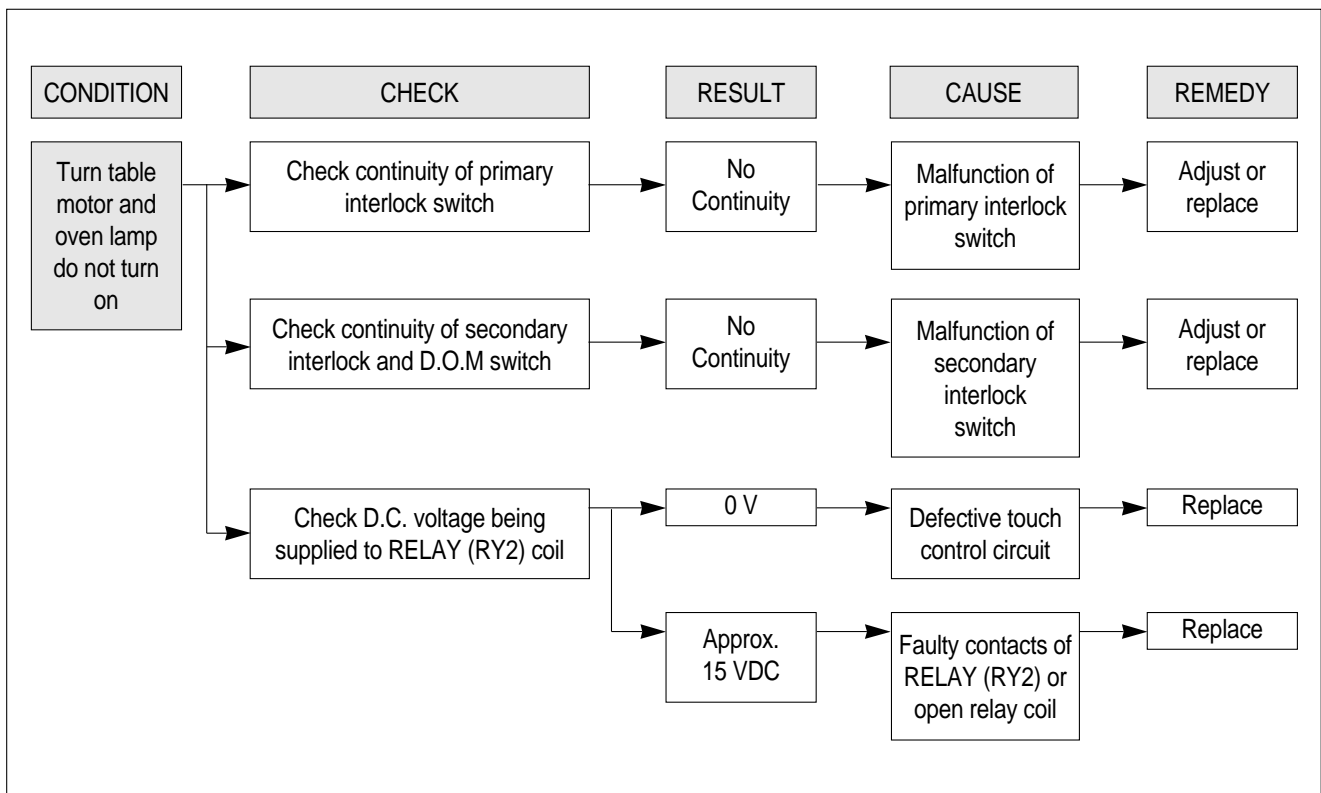 CONDITION
CHECK
RESULT
CAUSE
REMEDY
Turn table
motor and
oven lamp
do not turn
on
Check continuity of primary
interlock switch
No
Continuity
Malfunction of
primary interlock
switch
Adjust or
replace
Check continuity of secondary
interlock and D.O.M switch
No
Continuity
Malfunction of
secondary
interlock
switch
Adjust or
replace
Check D.C. voltage being
supplied to RELAY (RY2) coil
0 V
Defective touch
control circuit
Replace
Approx.
15 VDC
Faulty contacts of
RELAY (RY2) or
open relay coil
Replace